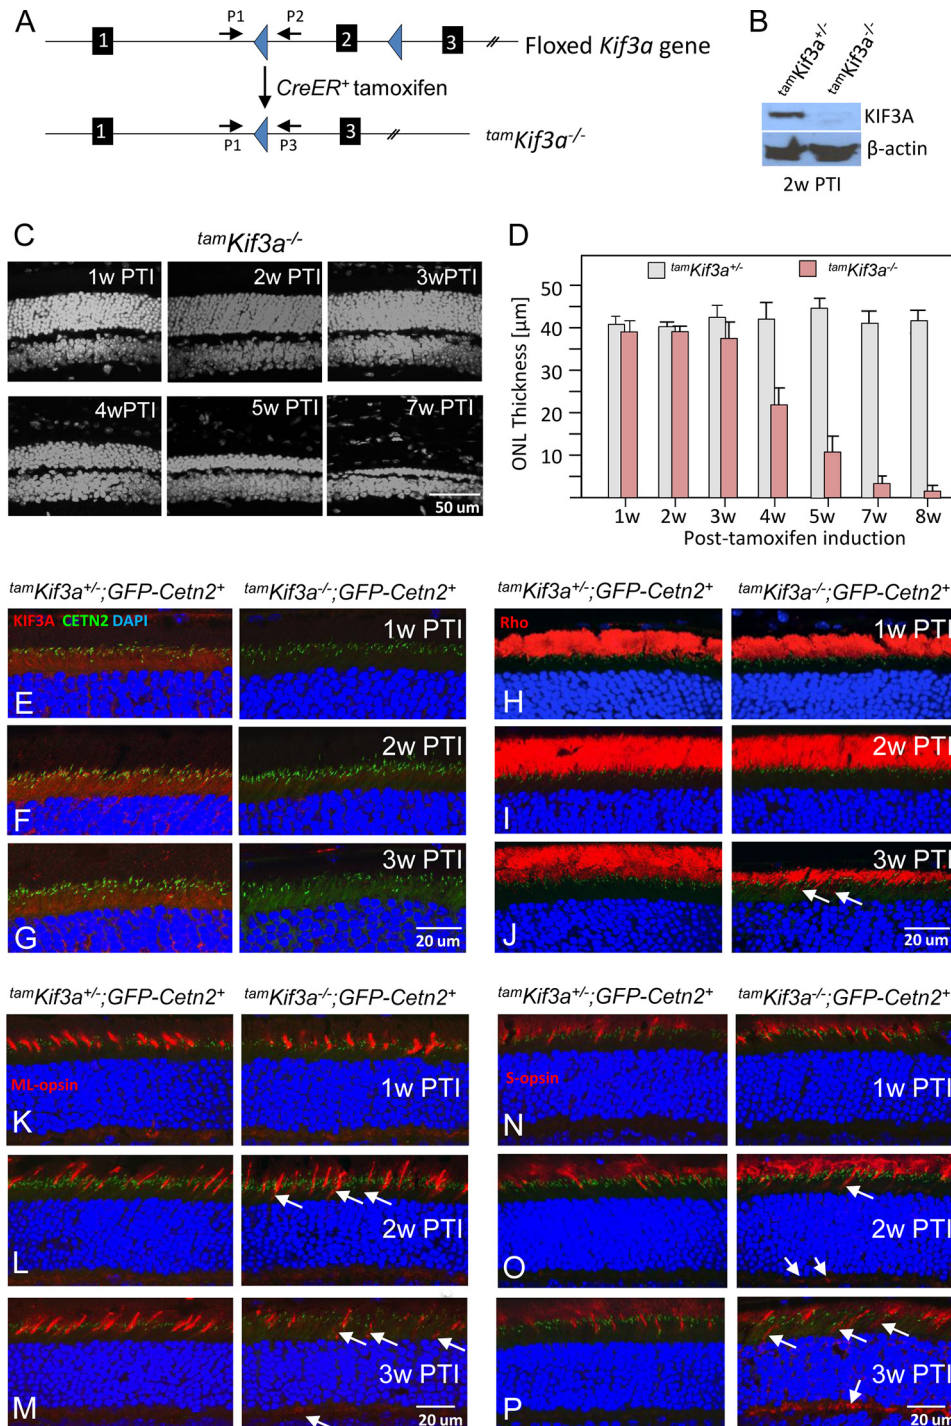 A
P1 P2
1 2 3
Floxed Kif3a gene
CreER+ tamoxifen
1 3
P1 P3
tamKif3a-/-
B
tamKif3a+/-
tamKif3a-/-
KIF3A
β-actin
2w PTI
C
tamKif3a-/-
1w PTI
2w PTI
3wPTI
4wPTI
5w PTI
7w PTI
50 um
D
tamKif3a+/-
tamKif3a-/-
ONL Thickness [µm]
50
40
30
20
10
1w 2w 3w 4w 5w 7w 8w
Post-tamoxifen induction
tamKif3a+/-;GFP-Cetn2+
tamKif3a-/-;GFP-Cetn2+
KIF3A CETN2 DAPI
1w PTI
E
2w PTI
F
3w PTI
G
20 um
tamKif3a+/-;GFP-Cetn2+
tamKif3a-/-;GFP-Cetn2+
Rho
1w PTI
H
2w PTI
I
3w PTI
J
20 um
tamKif3a+/-;GFP-Cetn2+
tamKif3a-/-;GFP-Cetn2+
ML-opsin
1w PTI
K
2w PTI
L
3w PTI
M
20 um
tamKif3a+/-;GFP-Cetn2+
tamKif3a-/-;GFP-Cetn2+
S-opsin
1w PTI
N
2w PTI
O
3w PTI
P
20 um